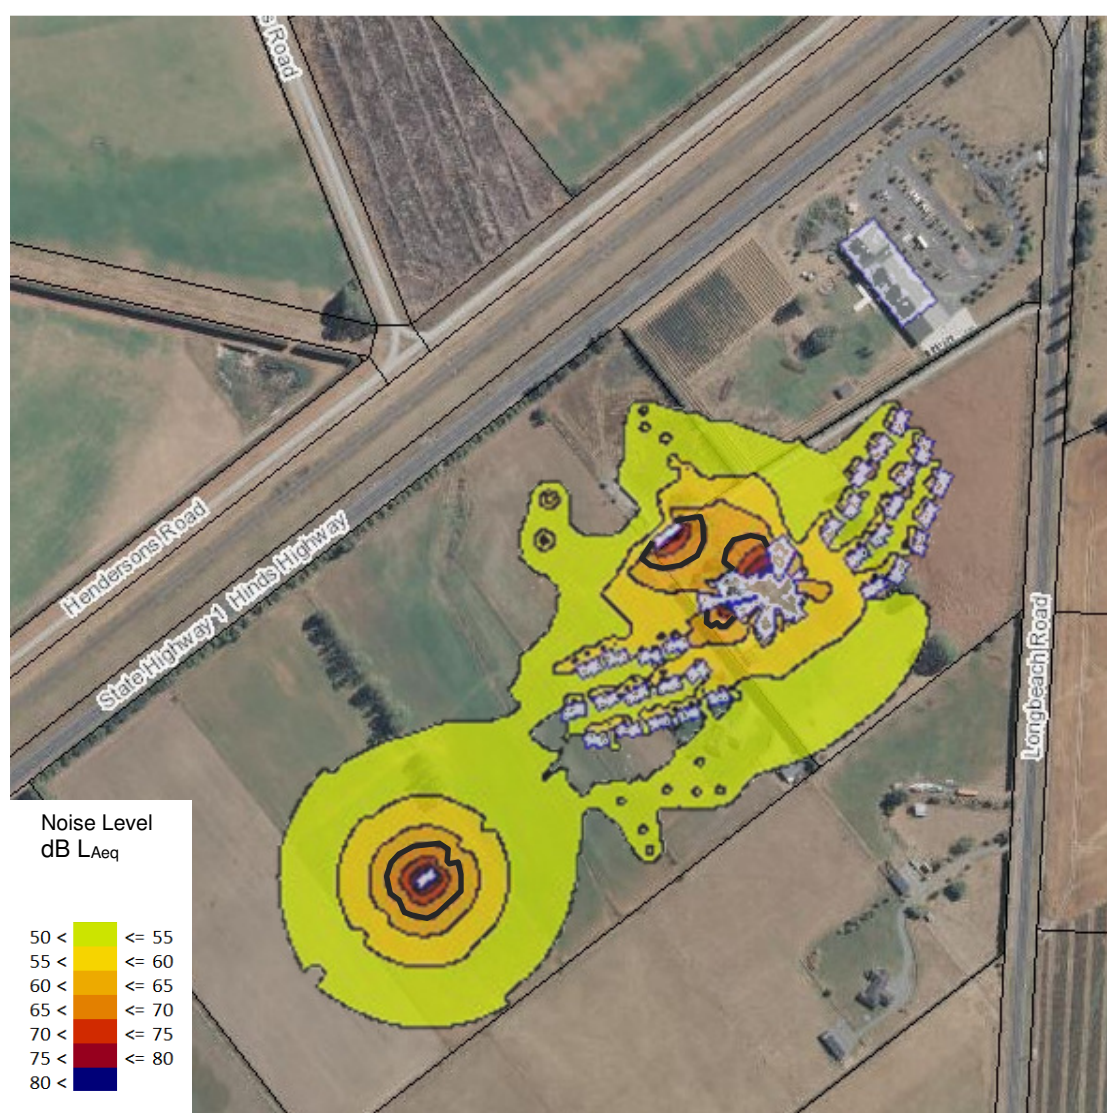 s Road
Hendersons Road
State Highway 1 Hinds Highway
Longbeach Road
Noise Level
dB LAeq
50 < <= 55
55 < <= 60
60 < <= 65
65 < <= 70
70 < <= 75
75 < <= 80
80 <